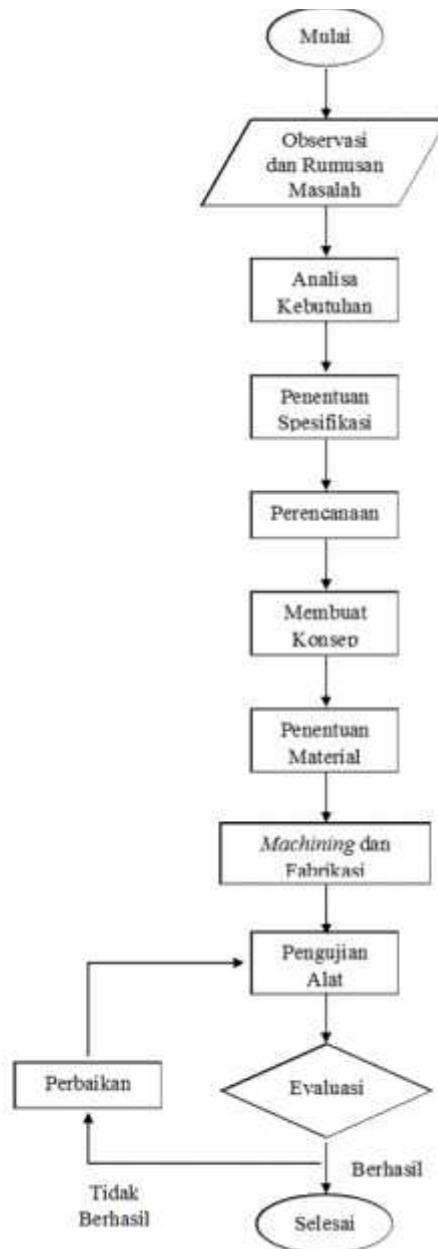 Mulai
Observasi
dan Rumusan
Masalah
Analisa
Kebutuhan
Penentuan
Spesifikasi
Perencanaan
Membuat
Konsep
Penentuan
Material
Machining dan
Fabrikasi
Pengujian
Alat
Perbaikan
Evaluasi
Berhasil
Tidak
Berhasil
Selesai